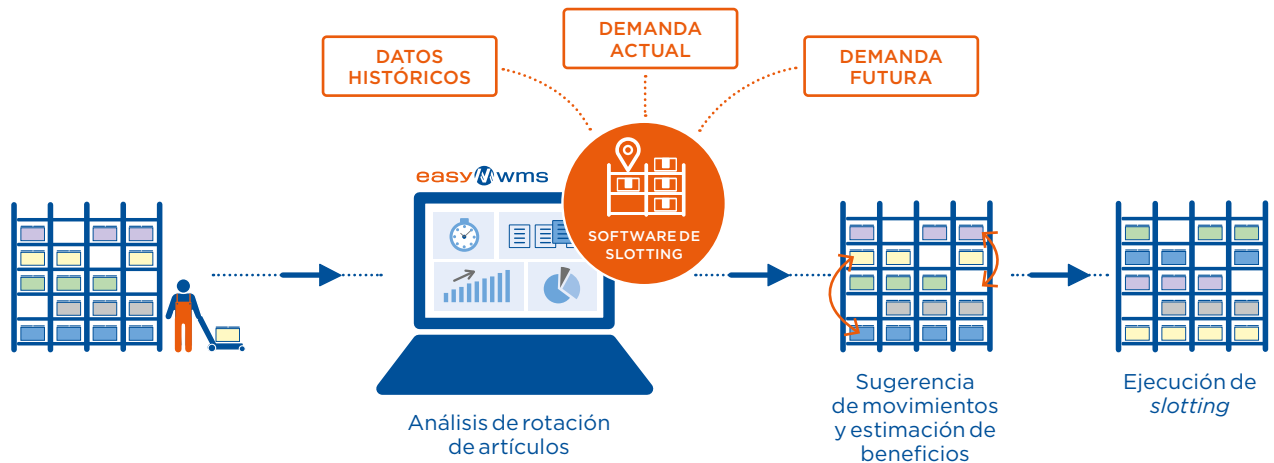 DATOS
HISTÓRICOS
DEMANDA
ACTUAL
DEMANDA
FUTURA
easy wms
SOFTWARE DE
SLOTTING
Análisis de rotación
de artículos
Sugerencia
de movimientos
y estimación de
beneficios
Ejecución de
slotting